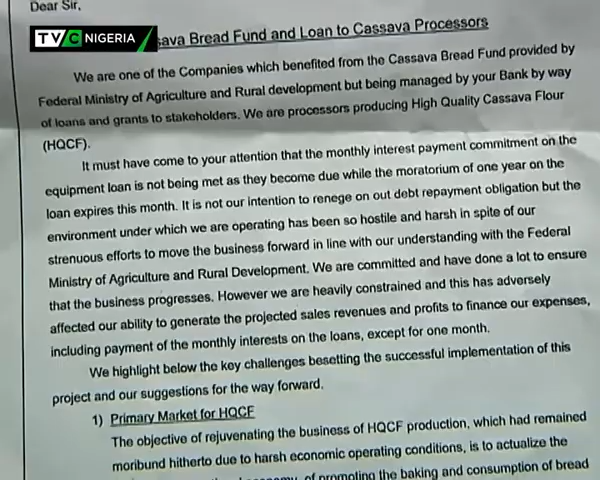 Dear Sir,
TVC NIGERIA
Bread Fund and Loan to Cassava Processors
We are one of the Companies which benefited from the Cassava Bread Fund provided by
Federal Ministry of Agriculture and Rural development but being managed by your Bank by way
of loans and grants to stakeholders. We are processors producing High Quality Cassava Flour
(HQCF).
It must have come to your attention that the monthly interest payment commitment on the
equipment loan is not being met as they become due while the moratorium of one year on the
loan expires this month. It is not our intention to renege on out debt repayment obligation but the
environment under which we are operating has been so hostile and harsh in spite of our
strenuous efforts to move the business forward in line with our understanding with the Federal
Ministry of Agriculture and Rural Development. We are committed and have done a lot to ensure
that the business progresses. However we are heavily constrained and this has adversely
affected our ability to generate the projected sales revenues and profits to finance our expenses,
including payment of the monthly interests on the loans, except for one month.
We highlight below the key challenges besetting the successful implementation of this
project and our suggestions for the way forward.
1) Primary Market for HQCF
The objective of rejuvenating the business of HQCF production, which had remained
moribund hitherto due to harsh economic operating conditions, is to actualize the
of promoting the baking and consumption of bread